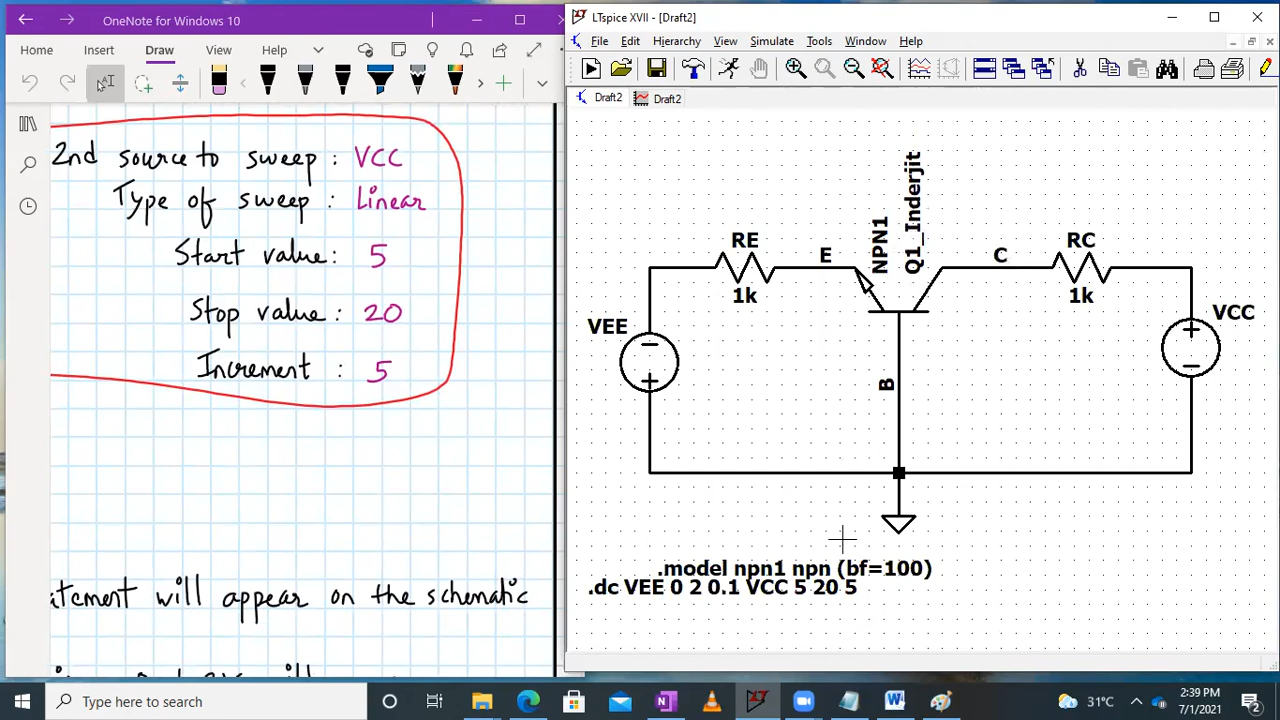 OneNote for Windows 10
Home Insert Draw View Help
2nd source to sweep : VCC
Type of sweep : Linear
Start value : 5
Stop value : 20
Increment : 5
atement will appear on the schematic
LTspice XVII - [Draft2]
File Edit Hierarchy View Simulate Tools Window Help
Draft2 Draft2
RE
1k
E
NPN1
Q1_Inderjit
C
RC
1k
VEE
VCC
B
.model npn1 npn (bf=100)
.dc VEE 0 2 0.1 VCC 5 20 5
Type here to search
31°C
2:39 PM
7/1/2021
2